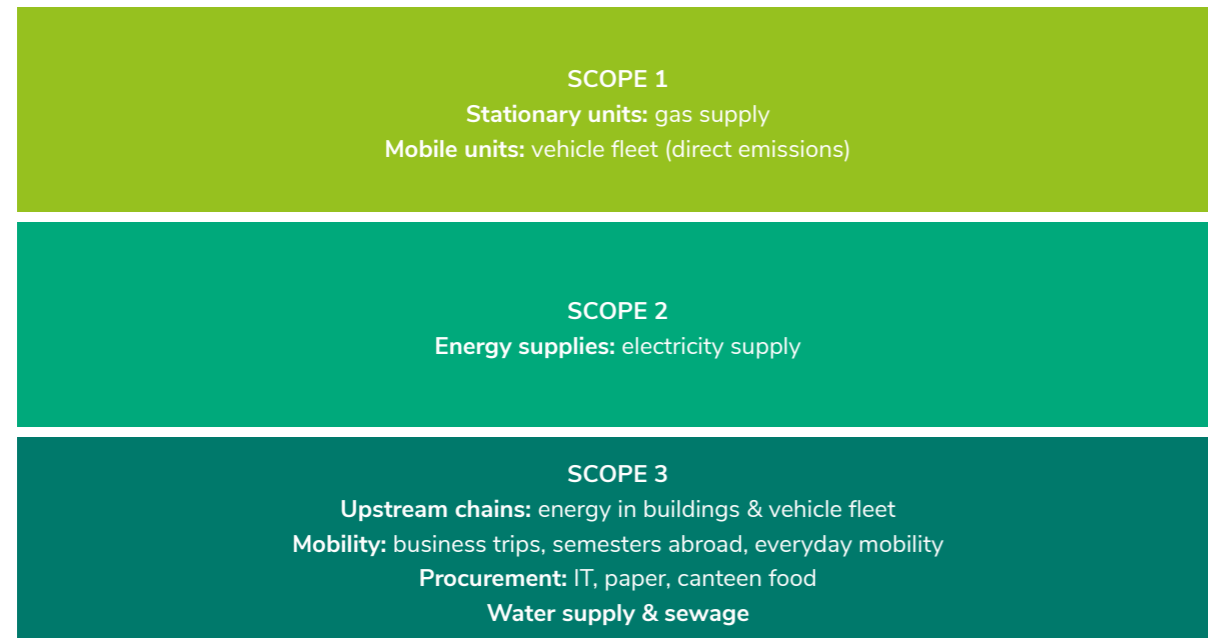 SCOPE 1
Stationary units: gas supply
Mobile units: vehicle fleet (direct emissions)
SCOPE 2
Energy supplies: electricity supply
SCOPE 3
Upstream chains: energy in buildings & vehicle fleet
Mobility: business trips, semesters abroad, everyday mobility
Procurement: IT, paper, canteen food
Water supply & sewage